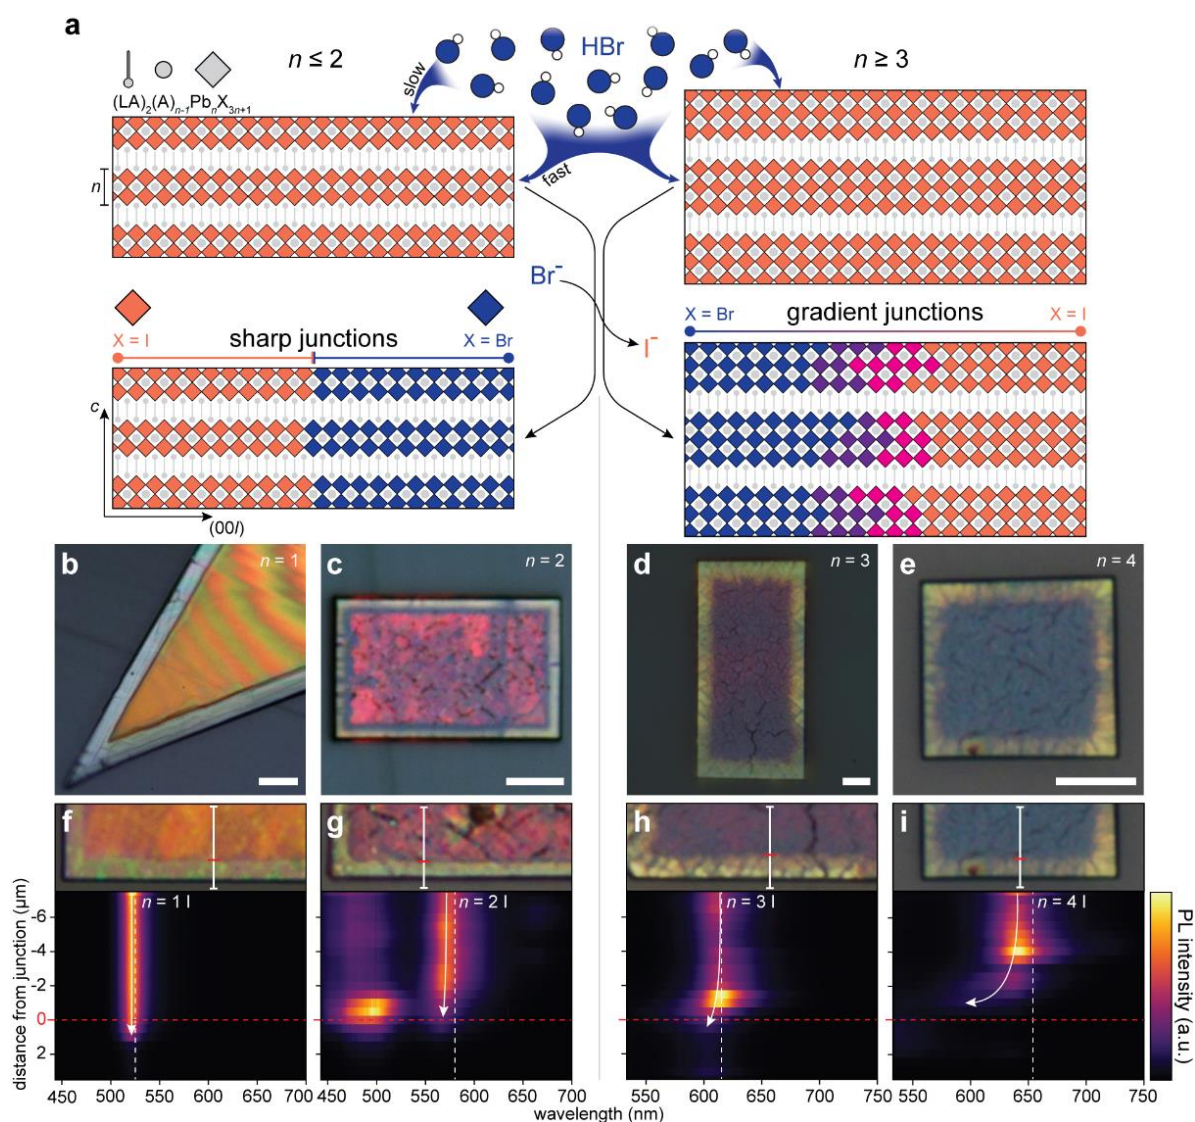 a
n ≤ 2
HBr
n ≥ 3
slow
(LA)₂(A)ₙ₋₁PbₙX₃ₙ₊₁
n
fast
Br⁻
I⁻
X = I
sharp junctions
X = Br
X = Br
gradient junctions
X = I
c
(00l)
b
n = 1
c
n = 2
d
n = 3
e
n = 4
f
g
h
i
n = 1 I
n = 2 I
n = 3 I
n = 4 I
distance from junction (µm)
-6
-4
-2
0
2
450 500 550 600 650 700
450 500 550 600 650 700
550 600 650 700 750
550 600 650 700 750
wavelength (nm)
PL intensity (a.u.)